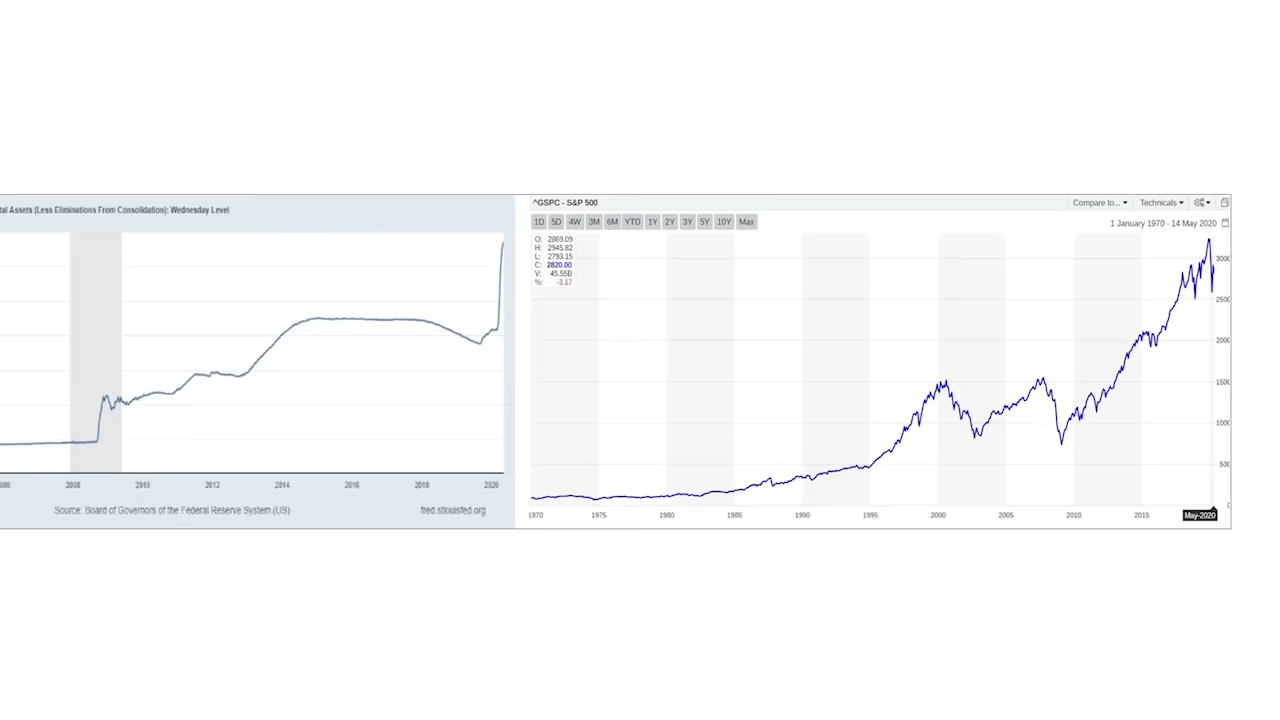 tal Assets (Less Eliminations From Consolidation): Wednesday Level
06 2008 2010 2012 2014 2016 2018 2020
Source: Board of Governors of the Federal Reserve System (US) fred.stlouisfed.org
^GSPC - S&P 500 Compare to... Technicals
1D 5D 4W 3M 6M YTD 1Y 2Y 3Y 5Y 10Y Max
1 January 1970 - 14 May 2020
O: 2869.09
H: 2945.82
L: 2793.15
C: 2820.00
V: 45.55B
%: -3.17
3000
2500
2000
1500
1000
500
0
1970 1975 1980 1985 1990 1995 2000 2005 2010 2015 May-2020